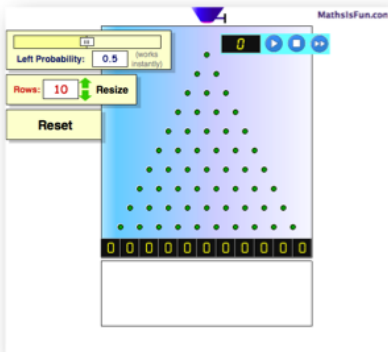 MathsIsFun.com
0
Left Probability: 0.5 (works instantly)
Rows: 10 Resize
Reset
0 0 0 0 0 0 0 0 0 0 0 0